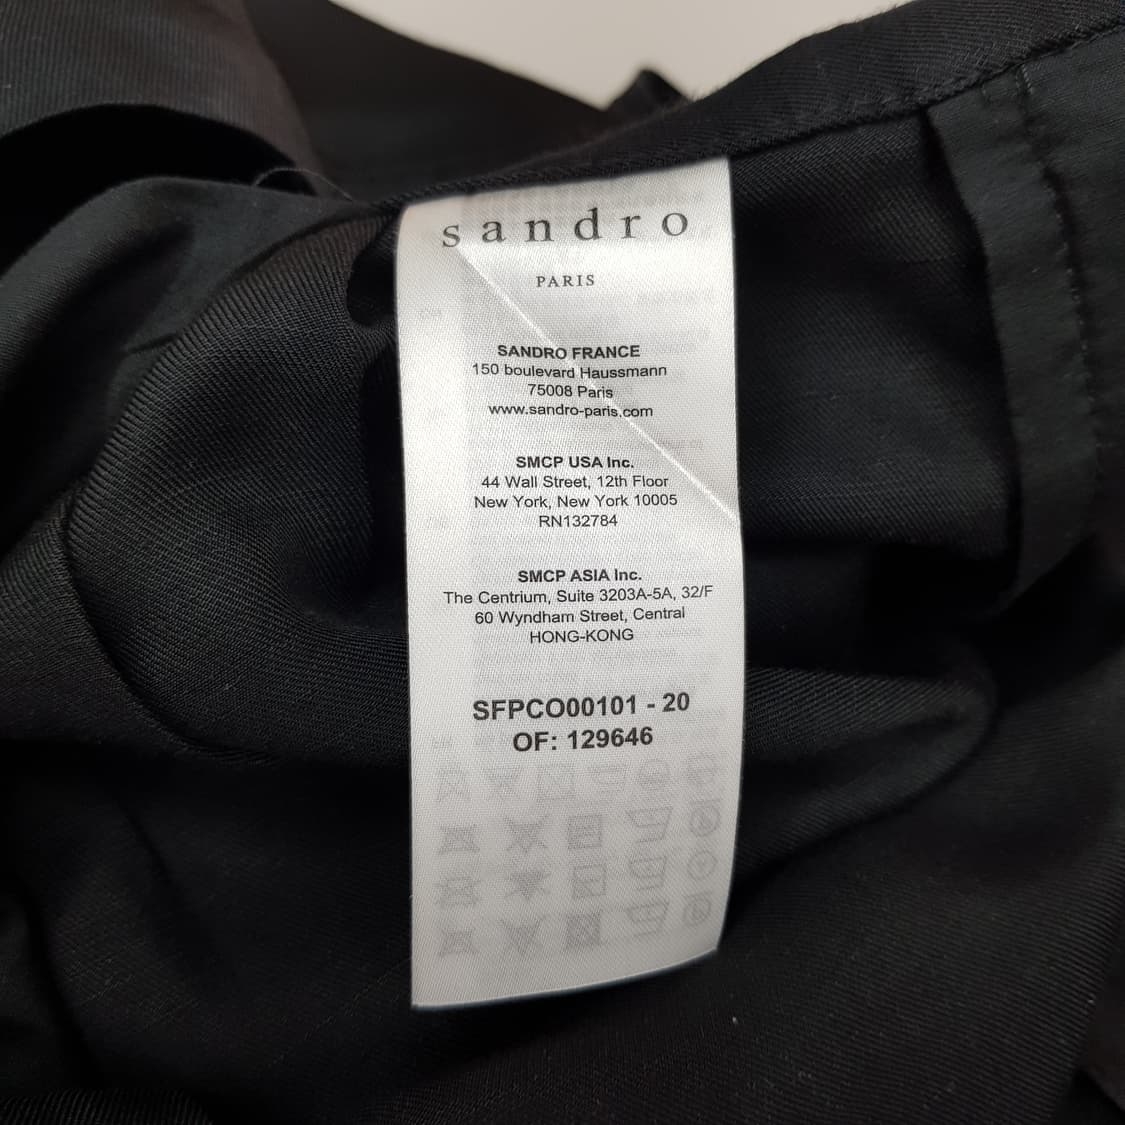 sandro
PARIS
SANDRO FRANCE
150 boulevard Haussmann
75008 Paris
www.sandro-paris.com
SMCP USA Inc.
44 Wall Street, 12th Floor
New York, New York 10005
RN132784
SMCP ASIA Inc.
The Centrium, Suite 3203A-5A, 32/F
60 Wyndham Street, Central
HONG-KONG
SFPCO00101 - 20
OF: 129646